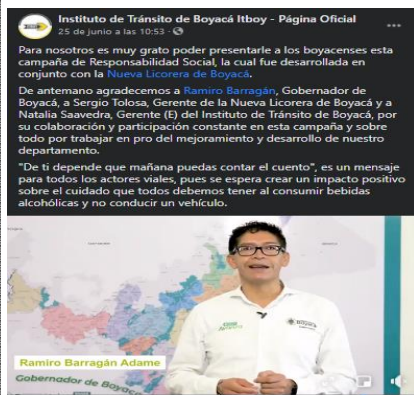 Instituto de Tránsito de Boyacá Itboy - Página Oficial
25 de junio a las 10:53 ·
Para nosotros es muy grato poder presentarle a los boyacenses esta
campaña de Responsabilidad Social, la cual fue desarrollada en
conjunto con la Nueva Licorera de Boyacá.
De antemano agradecemos a Ramiro Barragán, Gobernador de
Boyacá, a Sergio Tolosa, Gerente de la Nueva Licorera de Boyacá y a
Natalia Saavedra, Gerente (E) del Instituto de Tránsito de Boyacá, por
su colaboración y participación constante en esta campaña y sobre
todo por trabajar en pro del mejoramiento y desarrollo de nuestro
departamento.
"De ti depende que mañana puedas contar el cuento", es un mensaje
para todos los actores viales, pues se espera crear un impacto positivo
sobre el cuidado que todos debemos tener al consumir bebidas
alcohólicas y no conducir un vehículo.
Ramiro Barragán Adame
Gobernador de Boyacá